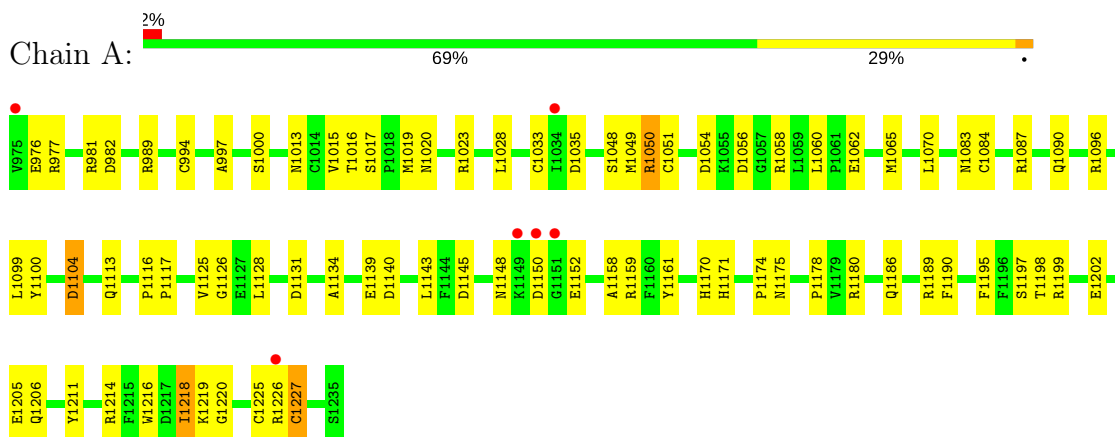 2%
Chain A:
69% 29% •
V975 E976 R977 R981 D982 R989 C994 A997 S1000 N1013 C1014 V1015 T1016 S1017 P1018 M1019 N1020 R1023 L1028 C1033 I1034 D1035 S1048 M1049 R1050 C1051 D1054 K1055 D1056 G1057 R1058 L1059 L1060 P1061 E1062 M1065 L1070 N1083 C1084 R1087 Q1090 R1096
L1099 Y1100 D1104 Q1113 P1116 P1117 V1125 G1126 E1127 L1128 D1131 A1134 E1139 D1140 L1143 F1144 D1145 N1148 K1149 D1150 G1151 E1152 A1158 R1159 F1160 Y1161 H1170 H1171 P1174 N1175 P1178 V1179 R1180 Q1186 R1189 F1190 F1195 F1196 S1197 T1198 R1199 E1202
E1205 Q1206 Y1211 R1214 F1215 W1216 D1217 I1218 K1219 G1220 C1225 R1226 C1227 S1235